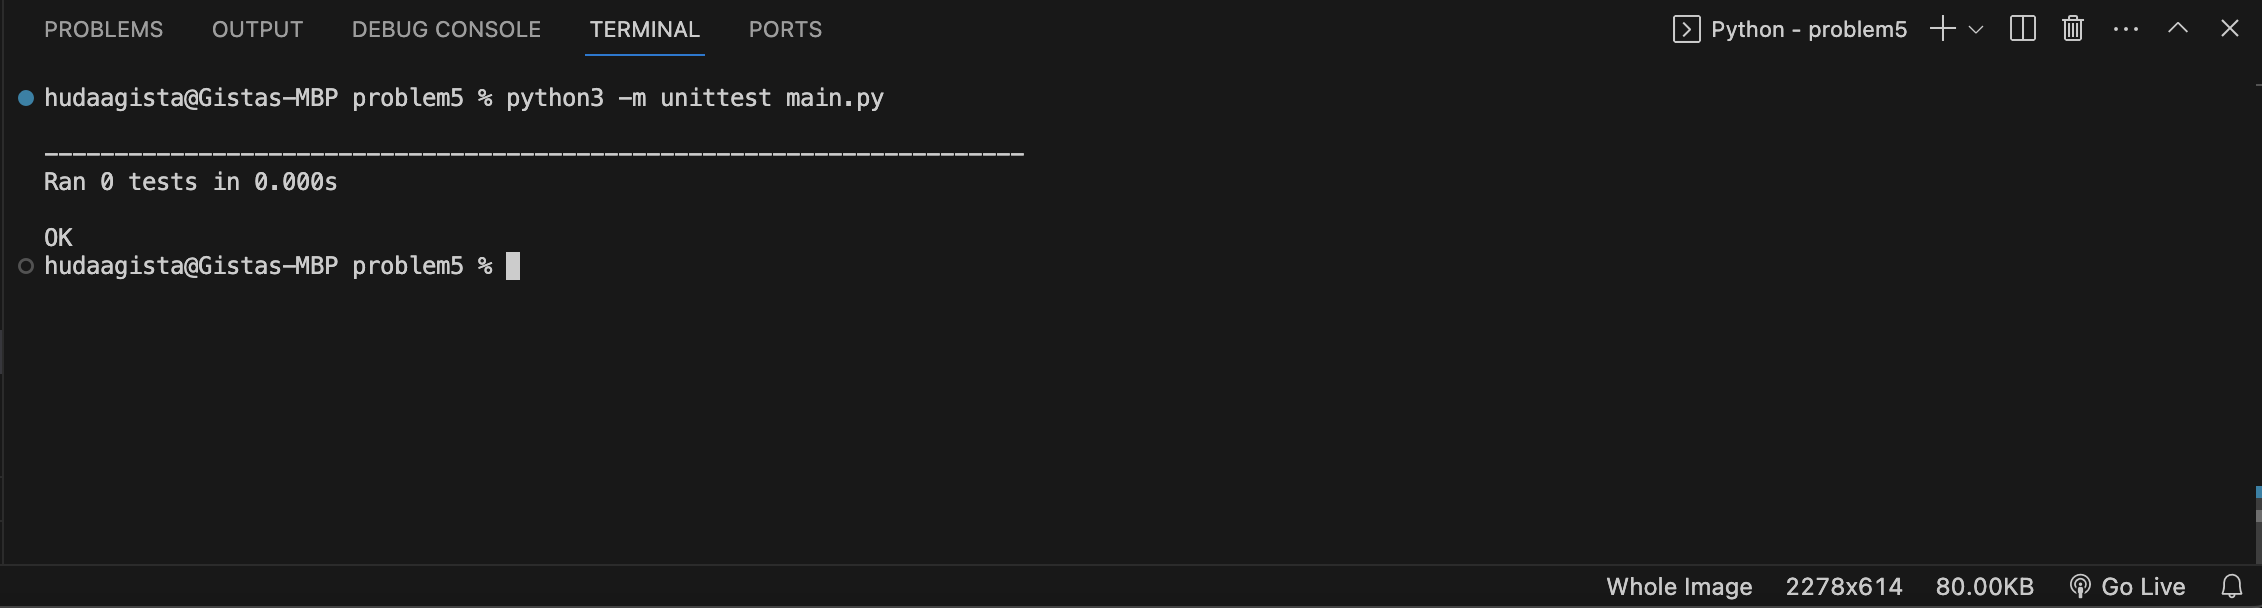 PROBLEMS OUTPUT DEBUG CONSOLE TERMINAL PORTS Python - problem5
hudaagista@Gistas-MBP problem5 % python3 -m unittest main.py
----------------------------------------------------------------------
Ran 0 tests in 0.000s
OK
hudaagista@Gistas-MBP problem5 %
Whole Image 2278x614 80.00KB Go Live